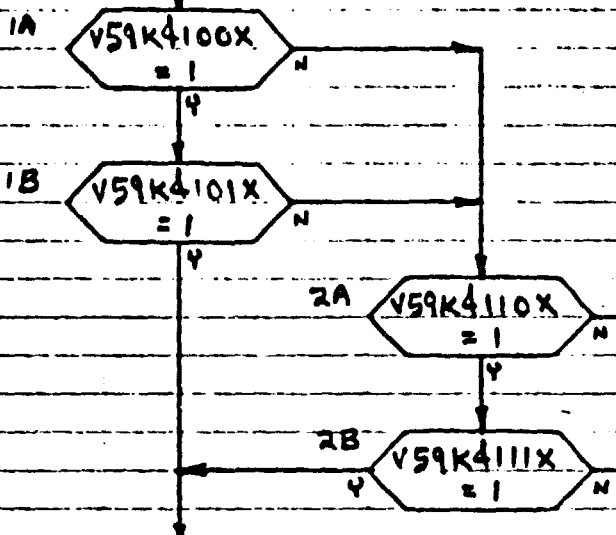 1A
V59K4100X
= 1
N
Y
1B
V59K4101X
= 1
N
Y
2A
V59K4110X
= 1
N
Y
2B
V59K4111X
= 1
Y
N